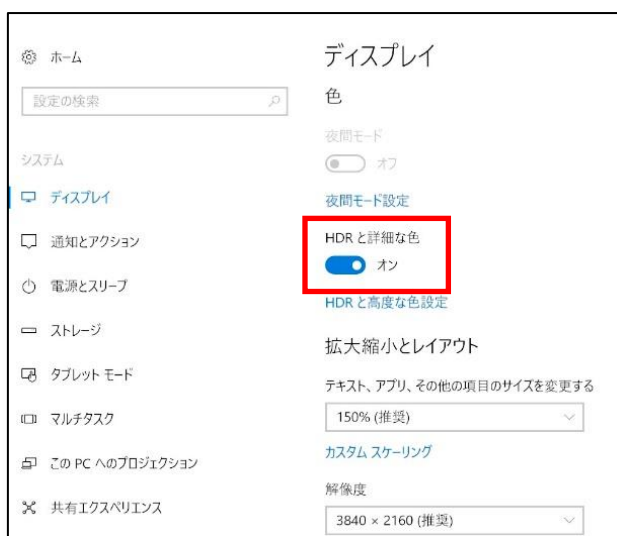 ホーム
設定の検索
システム
ディスプレイ
通知とアクション
電源とスリープ
ストレージ
タブレット モード
マルチタスク
この PC へのプロジェクション
共有エクスペリエンス
ディスプレイ
色
夜間モード
オフ
夜間モード設定
HDR と詳細な色
オン
HDR と高度な色設定
拡大縮小とレイアウト
テキスト、アプリ、その他の項目のサイズを変更する
150% (推奨)
カスタム スケーリング
解像度
3840 × 2160 (推奨)